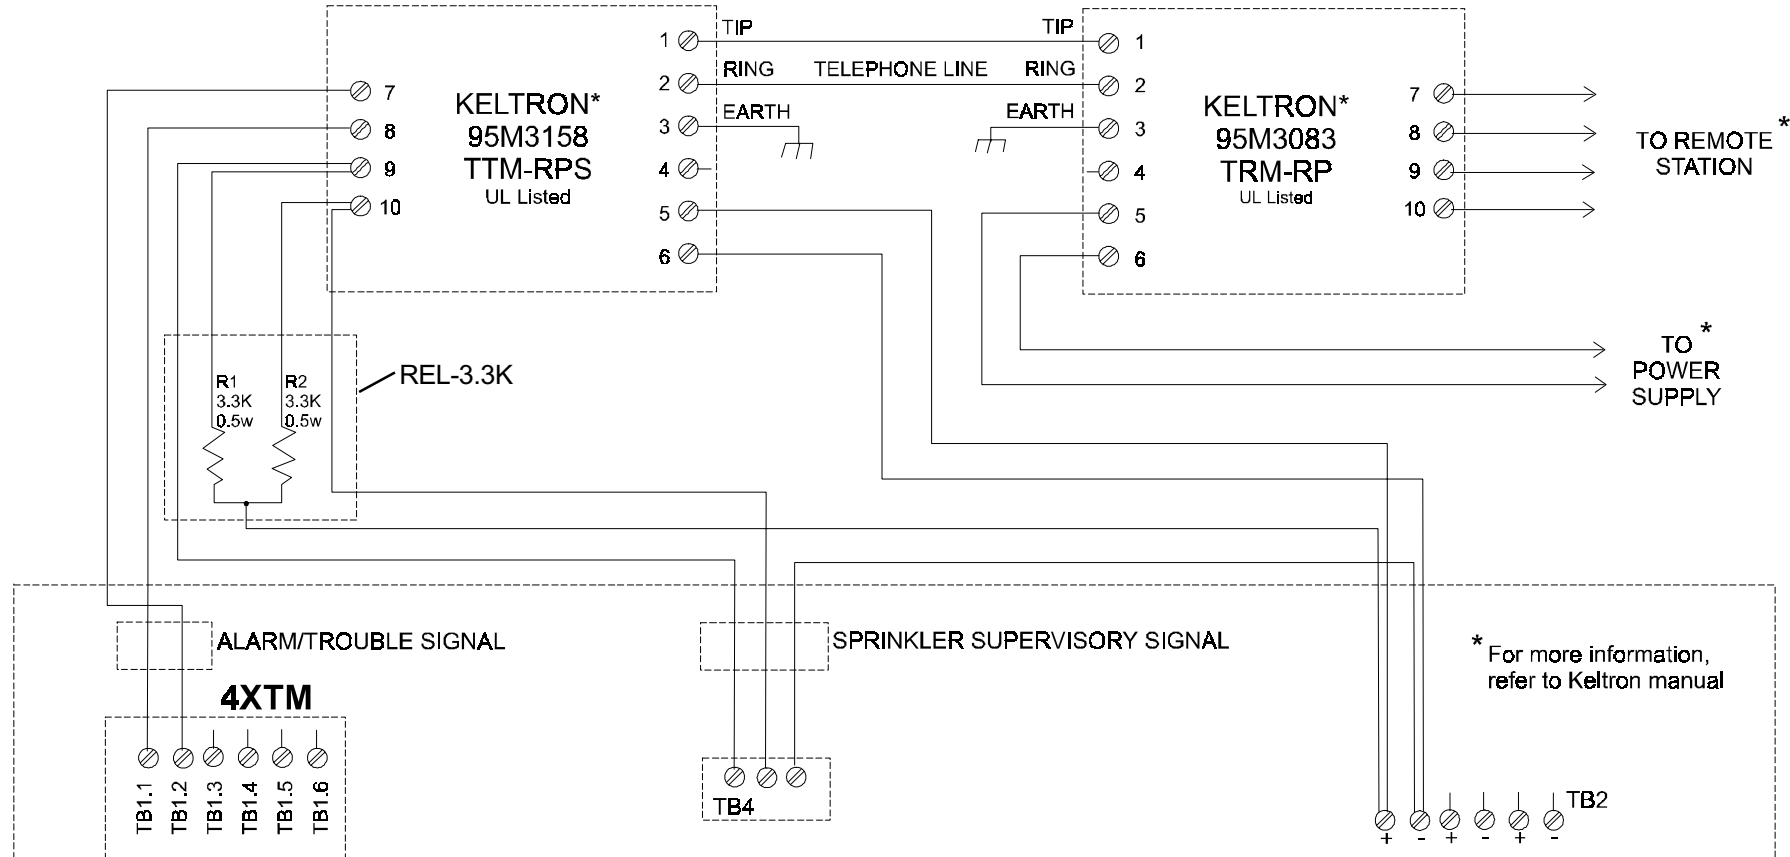 TIP
1
RING
2
TELEPHONE LINE
EARTH
3
4
5
6
7
8
9
10
KELTRON*
95M3158
TTM-RPS
UL Listed
TIP
1
RING
2
EARTH
3
4
5
6
KELTRON*
95M3083
TRM-RP
UL Listed
7
8
9
10
TO REMOTE *
STATION
TO *
POWER
SUPPLY
R1
3.3K
0.5w
R2
3.3K
0.5w
REL-3.3K
ALARM/TROUBLE SIGNAL
SPRINKLER SUPERVISORY SIGNAL
* For more information,
refer to Keltron manual
4XTM
TB1.1
TB1.2
TB1.3
TB1.4
TB1.5
TB1.6
TB4
TB2
+ - + - + -